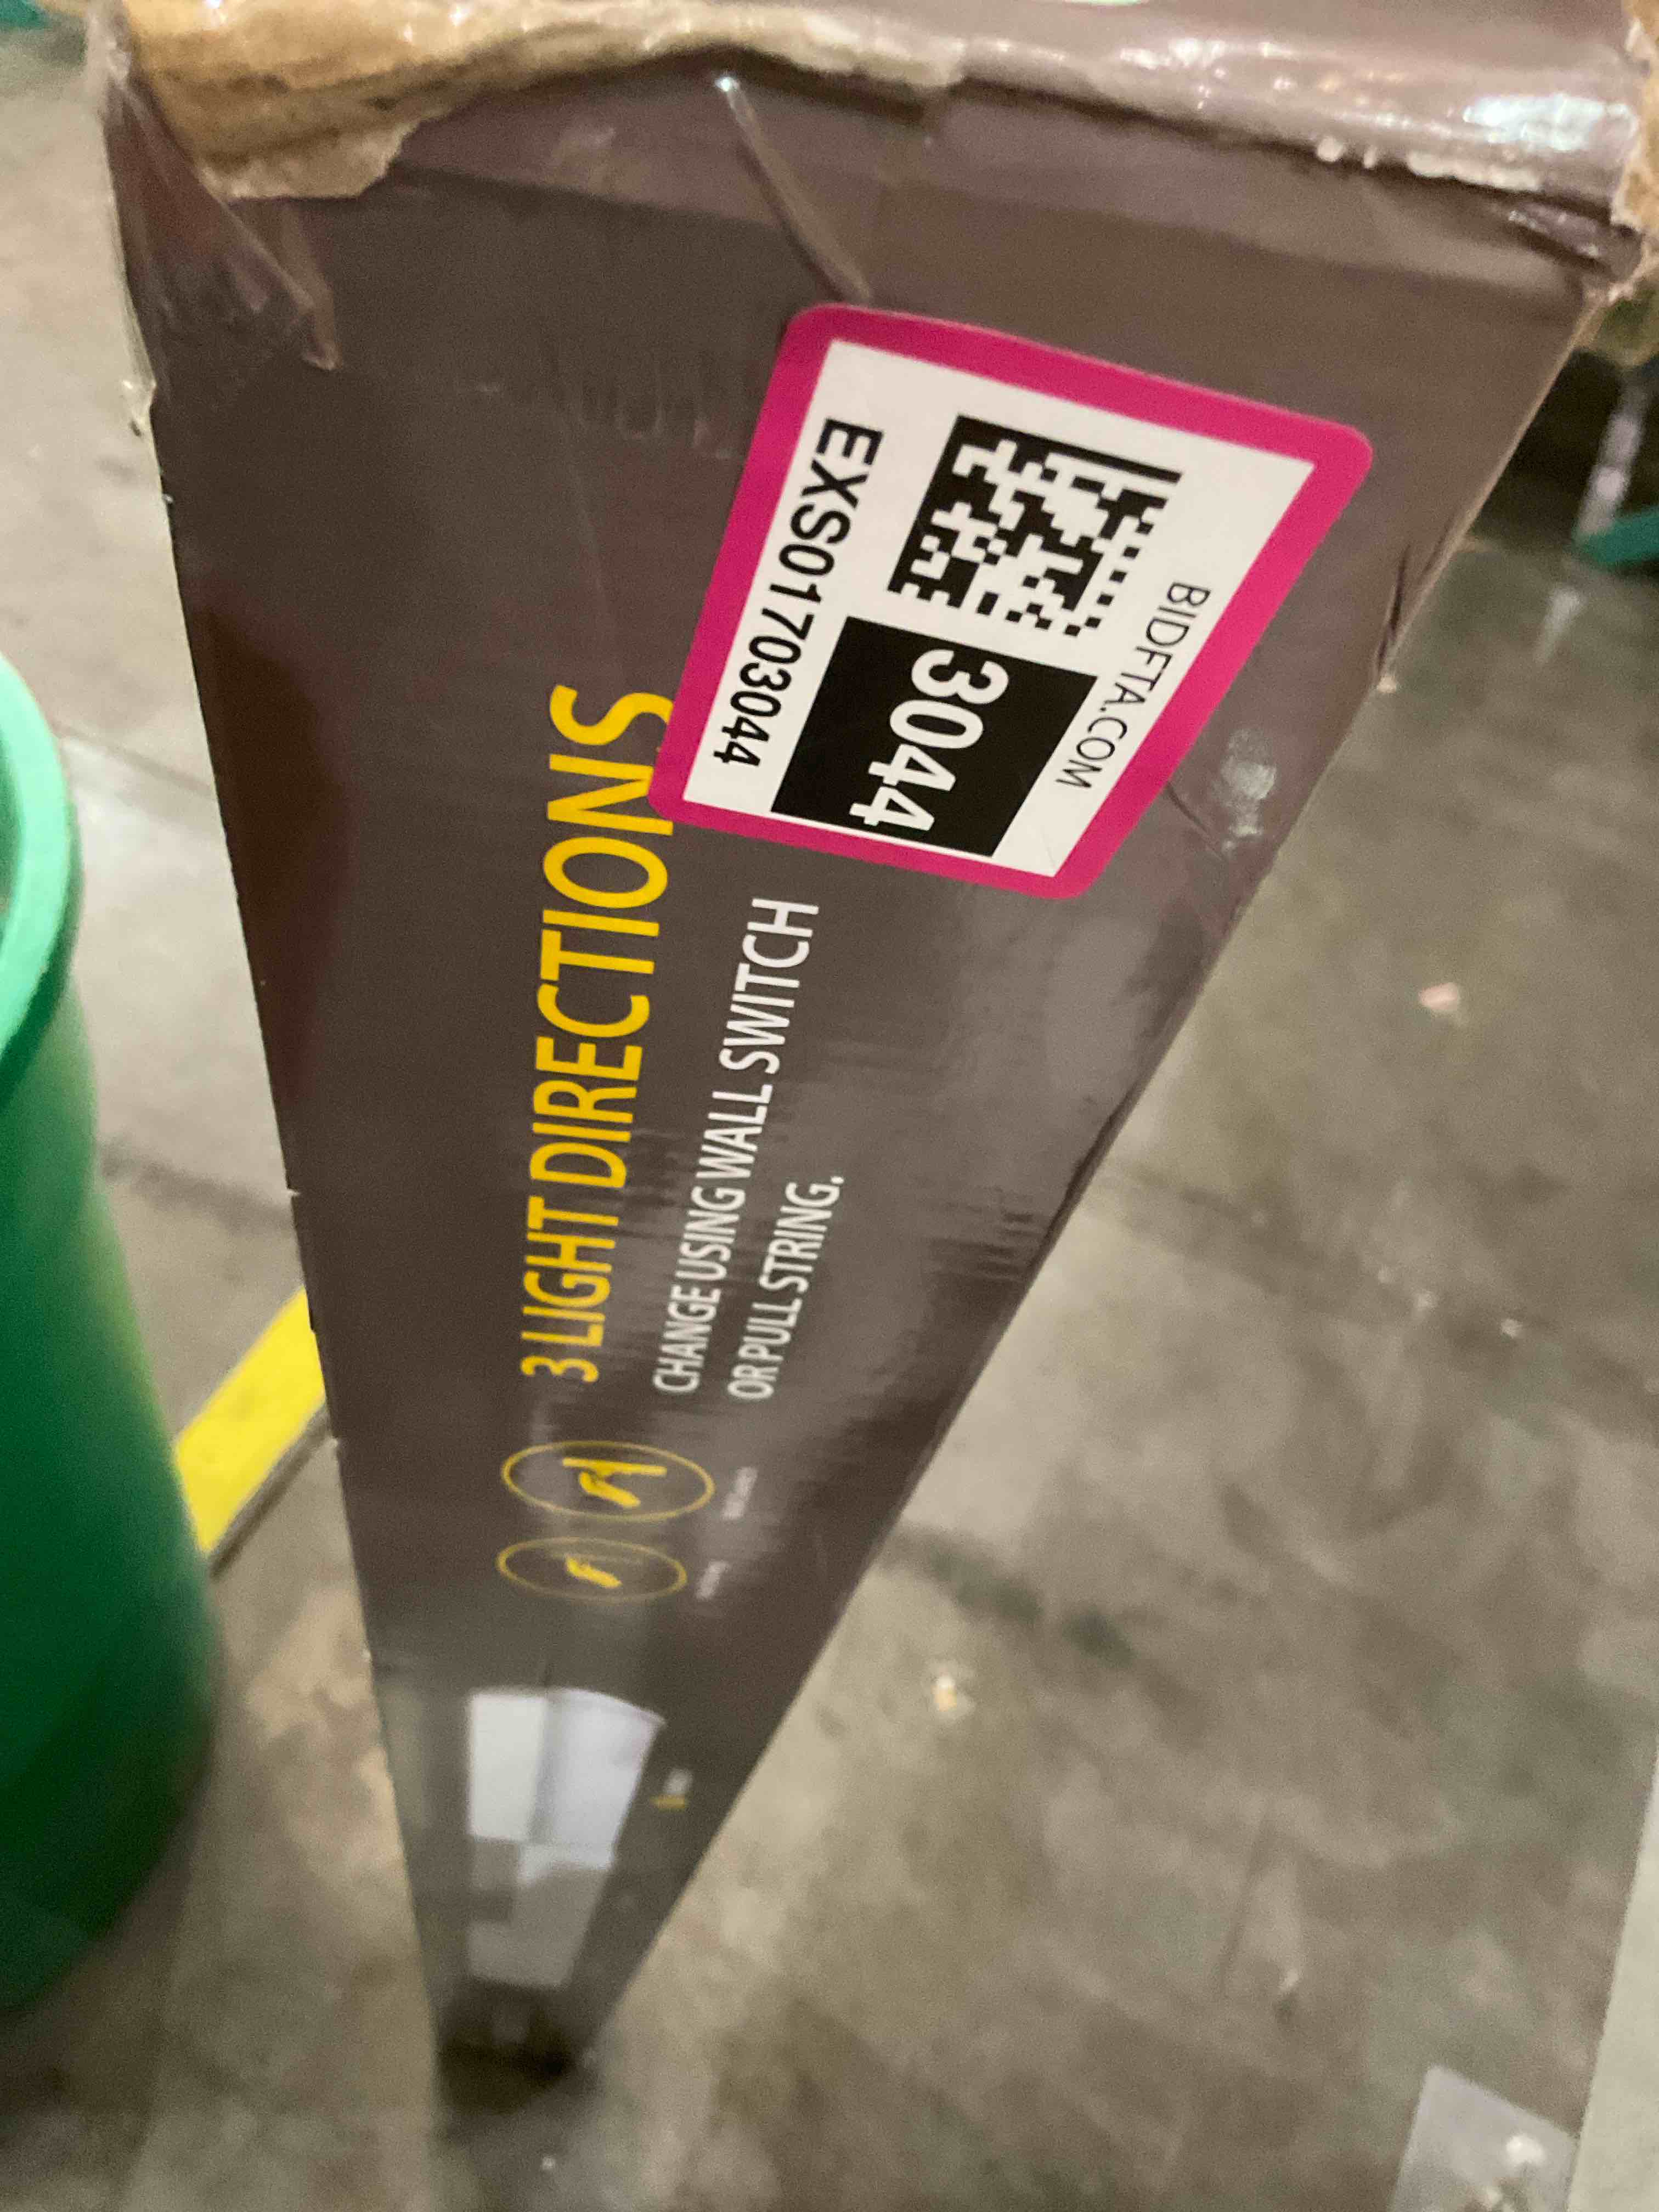 BIDFTA.COM
3044
EXS01703044
3 LIGHT DIRECTIONS
CHANGE USING WALL SWITCH
OR PULL STRING.